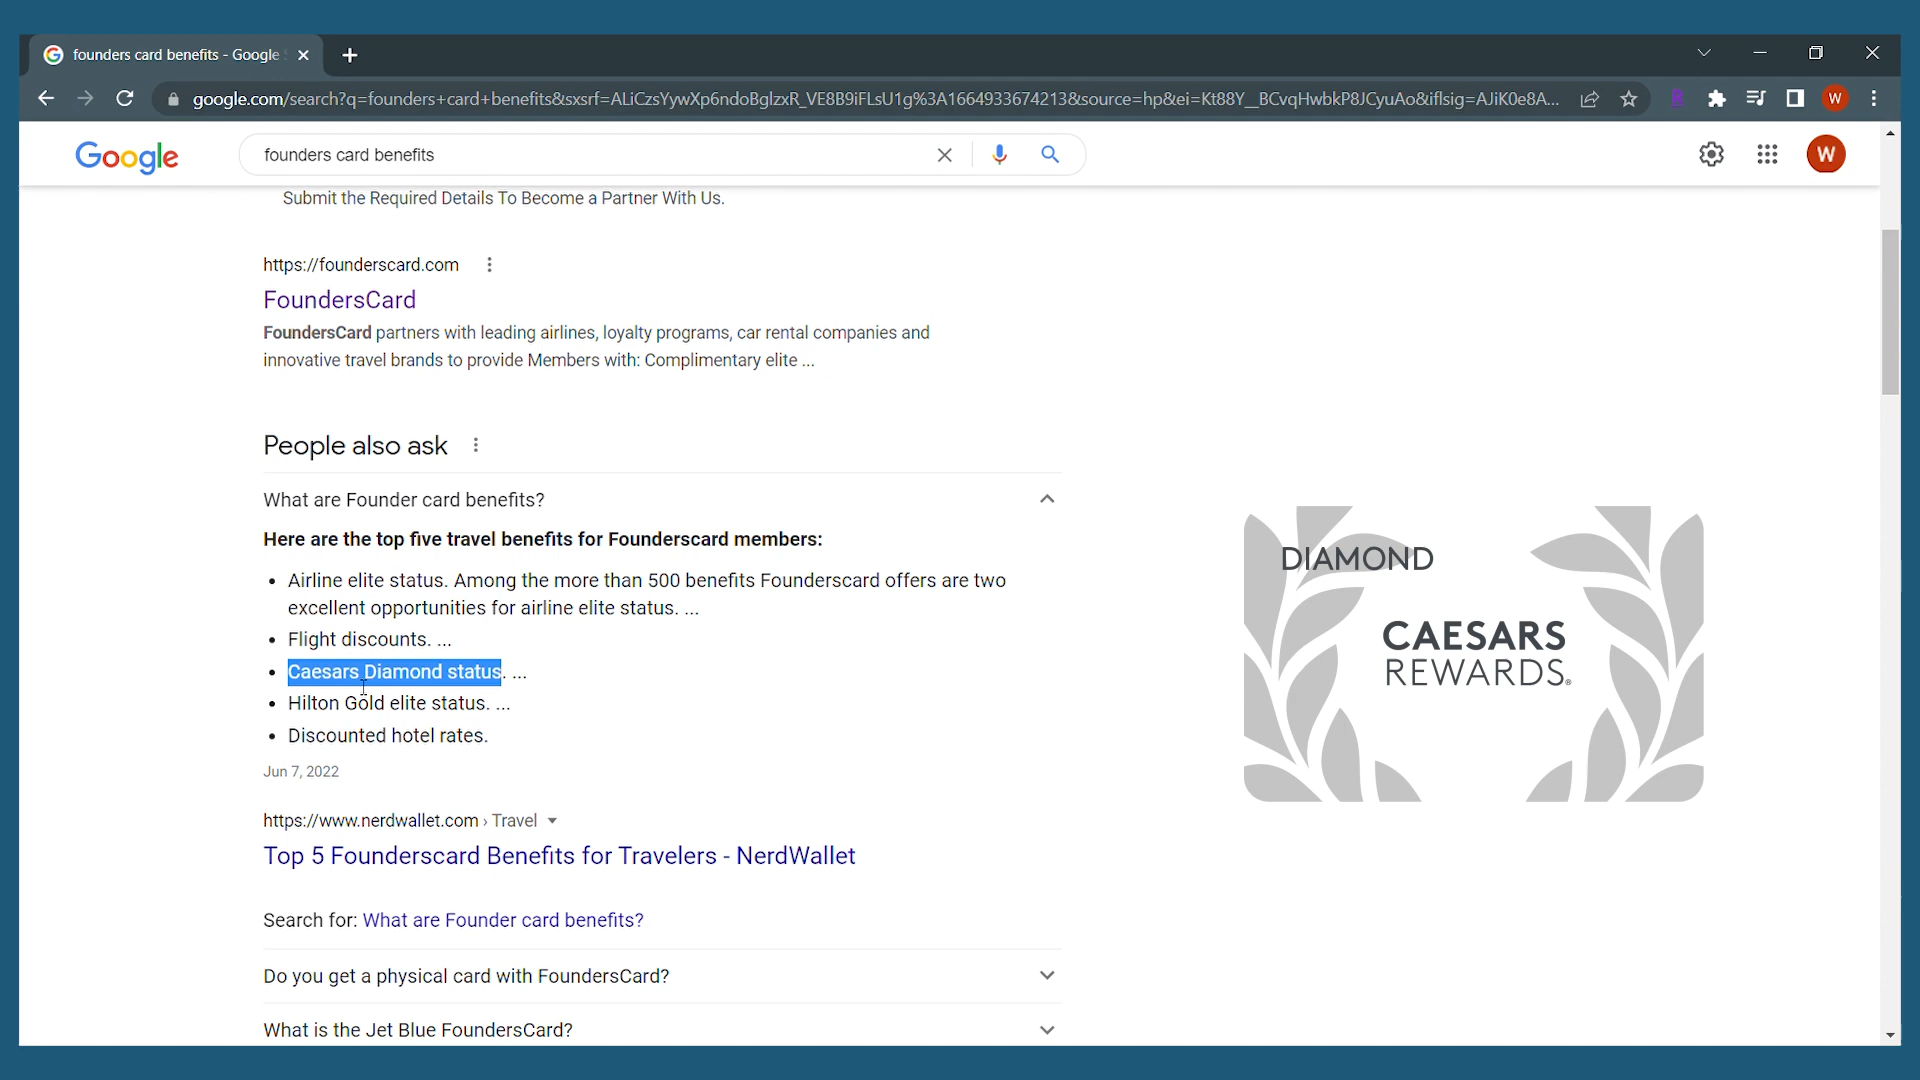 founders card benefits - Google
google.com/search?q=founders+card+benefits&sxsrf=ALiCzsYywXp6ndoBglzxR_VE8B9iFLsU1g%3A1664933674213&source=hp&ei=Kt88Y__BCvqHwbkP8JCyuAo&iflsig=AJiK0e8A...
W
Google
founders card benefits
W
Submit the Required Details To Become a Partner With Us.
https://founderscard.com
FoundersCard
FoundersCard partners with leading airlines, loyalty programs, car rental companies and
innovative travel brands to provide Members with: Complimentary elite ...
People also ask
What are Founder card benefits?
Here are the top five travel benefits for Founderscard members:
• Airline elite status. Among the more than 500 benefits Founderscard offers are two
excellent opportunities for airline elite status. ...
• Flight discounts. ...
• Caesars Diamond status. ...
• Hilton Gold elite status. ...
• Discounted hotel rates.
Jun 7, 2022
https://www.nerdwallet.com › Travel
Top 5 Founderscard Benefits for Travelers - NerdWallet
Search for: What are Founder card benefits?
Do you get a physical card with FoundersCard?
What is the Jet Blue FoundersCard?
DIAMOND
CAESARS
REWARDS®